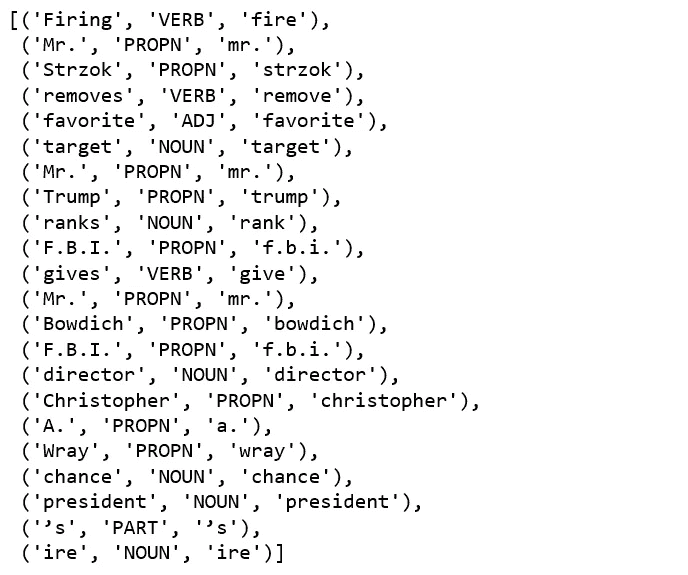 [('Firing', 'VERB', 'fire'),
('Mr.', 'PROPN', 'mr.'),
('Strzok', 'PROPN', 'strzok'),
('removes', 'VERB', 'remove'),
('favorite', 'ADJ', 'favorite'),
('target', 'NOUN', 'target'),
('Mr.', 'PROPN', 'mr.'),
('Trump', 'PROPN', 'trump'),
('ranks', 'NOUN', 'rank'),
('F.B.I.', 'PROPN', 'f.b.i.'),
('gives', 'VERB', 'give'),
('Mr.', 'PROPN', 'mr.'),
('Bowdich', 'PROPN', 'bowdich'),
('F.B.I.', 'PROPN', 'f.b.i.'),
('director', 'NOUN', 'director'),
('Christopher', 'PROPN', 'christopher'),
('A.', 'PROPN', 'a.'),
('Wray', 'PROPN', 'wray'),
('chance', 'NOUN', 'chance'),
('president', 'NOUN', 'president'),
('’s', 'PART', '’s'),
('ire', 'NOUN', 'ire')]